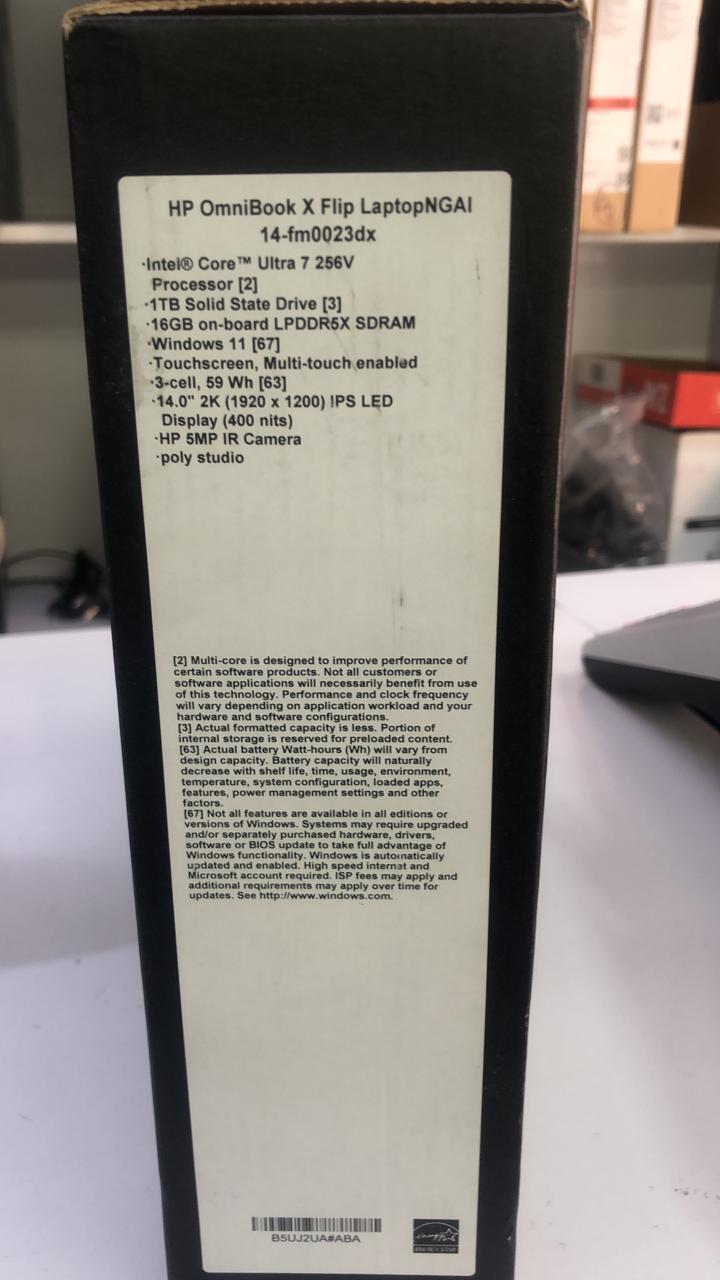 HP OmniBook X Flip LaptopNGAI
14-fm0023dx
·Intel® Core™ Ultra 7 256V
Processor [2]
·1TB Solid State Drive [3]
·16GB on-board LPDDR5X SDRAM
·Windows 11 [67]
·Touchscreen, Multi-touch enabled
·3-cell, 59 Wh [63]
·14.0" 2K (1920 x 1200) IPS LED
Display (400 nits)
·HP 5MP IR Camera
·poly studio
[2] Multi-core is designed to improve performance of
certain software products. Not all customers or
software applications will necessarily benefit from use
of this technology. Performance and clock frequency
will vary depending on application workload and your
hardware and software configurations.
[3] Actual formatted capacity is less. Portion of
internal storage is reserved for preloaded content.
[63] Actual battery Watt-hours (Wh) will vary from
design capacity. Battery capacity will naturally
decrease with shelf life, time, usage, environment,
temperature, system configuration, loaded apps,
features, power management settings and other
factors.
[67] Not all features are available in all editions or
versions of Windows. Systems may require upgraded
and/or separately purchased hardware, drivers,
software or BIOS update to take full advantage of
Windows functionality. Windows is automatically
updated and enabled. High speed internet and
Microsoft account required. ISP fees may apply and
additional requirements may apply over time for
updates. See http://www.windows.com.
B5UJ2UA#ABA